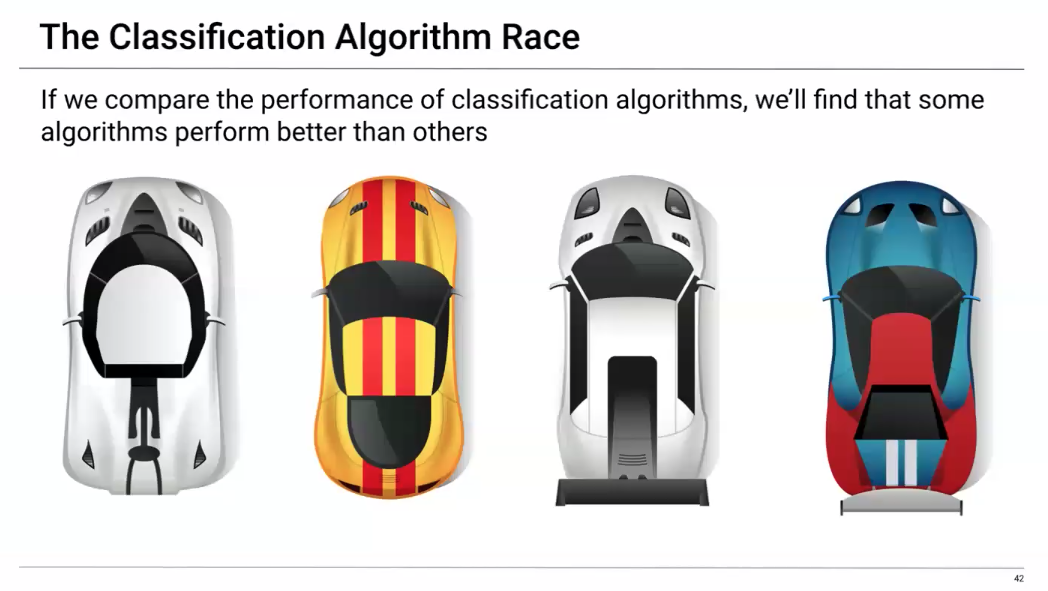 The Classification Algorithm Race
If we compare the performance of classification algorithms, we’ll find that some
algorithms perform better than others
42